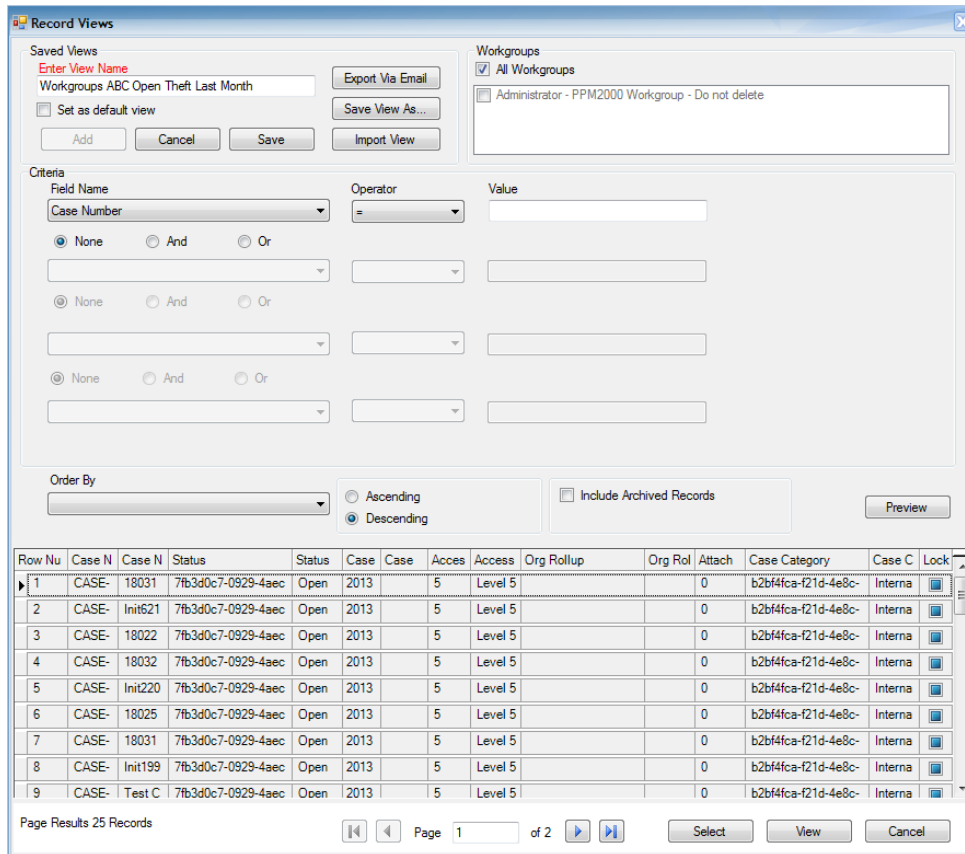 Record Views
Saved Views
Enter View Name
Workgroups ABC Open Theft Last Month
Set as default view
Add Cancel Save
Export Via Email
Save View As...
Import View
Workgroups
All Workgroups
Administrator - PPM2000 Workgroup - Do not delete
Criteria
Field Name Operator Value
Case Number =
None And Or
None And Or
None And Or
Order By
Ascending
Descending
Include Archived Records
Preview
Row Nu Case N Case N Status Status Case Case Acces Access Org Rollup Org Rol Attach Case Category Case C Lock
1 CASE- 18031 7fb3d0c7-0929-4aec Open 2013 5 Level 5 0 b2bf4fca-f21d-4e8c- Interna
2 CASE- Init621 7fb3d0c7-0929-4aec Open 2013 5 Level 5 0 b2bf4fca-f21d-4e8c- Interna
3 CASE- 18022 7fb3d0c7-0929-4aec Open 2013 5 Level 5 0 b2bf4fca-f21d-4e8c- Interna
4 CASE- 18032 7fb3d0c7-0929-4aec Open 2013 5 Level 5 0 b2bf4fca-f21d-4e8c- Interna
5 CASE- Init220 7fb3d0c7-0929-4aec Open 2013 5 Level 5 0 b2bf4fca-f21d-4e8c- Interna
6 CASE- 18025 7fb3d0c7-0929-4aec Open 2013 5 Level 5 0 b2bf4fca-f21d-4e8c- Interna
7 CASE- 18031 7fb3d0c7-0929-4aec Open 2013 5 Level 5 0 b2bf4fca-f21d-4e8c- Interna
8 CASE- Init199 7fb3d0c7-0929-4aec Open 2013 5 Level 5 0 b2bf4fca-f21d-4e8c- Interna
9 CASE- Test C 7fb3d0c7-0929-4aec Open 2013 5 Level 5 0 b2bf4fca-f21d-4e8c- Interna
Page Results 25 Records
Page 1 of 2
Select View Cancel